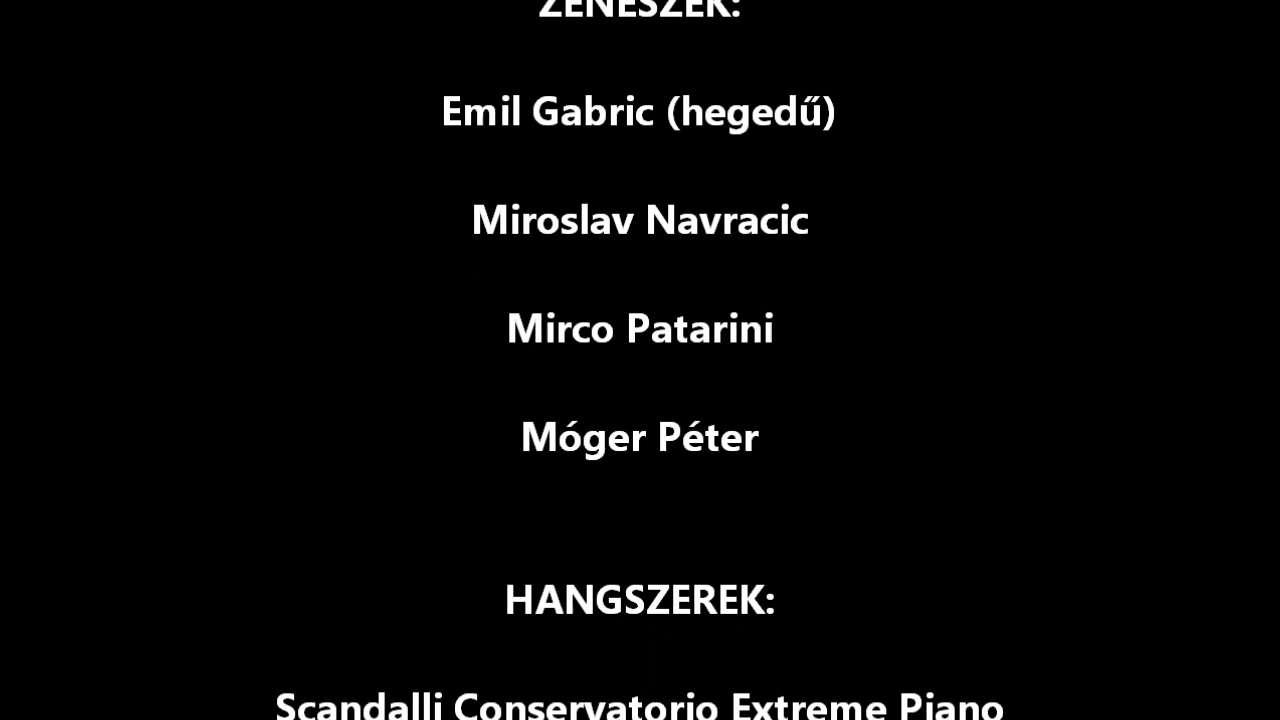 ZENÉSZEK:
Emil Gabric (hegedű)
Miroslav Navracic
Mirco Patarini
Móger Péter
HANGSZEREK:
Scandalli Conservatorio Extreme Piano